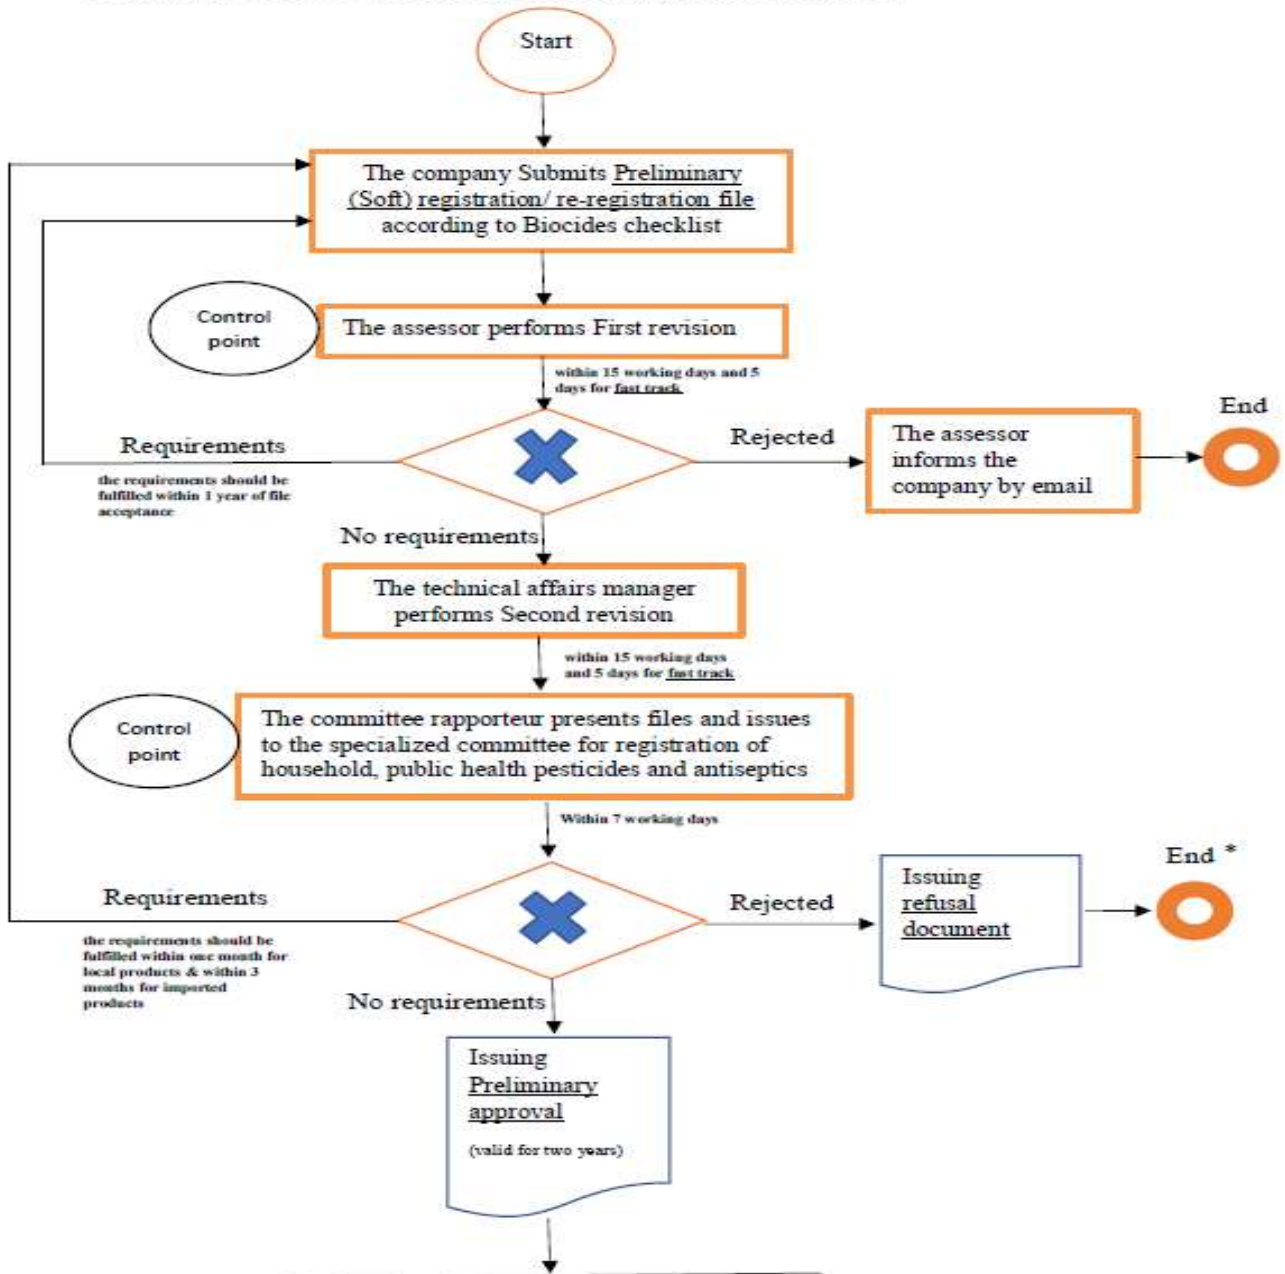 Start
The company Submits Preliminary
(Soft) registration/ re-registration file
according to Biocides checklist
Control
point
The assessor performs First revision
within 15 working days and 5
days for fast track
Requirements
the requirements should be
fulfilled within 1 year of file
acceptance
Rejected
The assessor
informs the
company by email
End
No requirements
The technical affairs manager
performs Second revision
within 15 working days
and 5 days for fast track
Control
point
The committee rapporteur presents files and issues
to the specialized committee for registration of
household, public health pesticides and antiseptics
Within 7 working days
Requirements
the requirements should be
fulfilled within one month for
local products & within 3
months for imported
products
Rejected
Issuing
refusal
document
End *
No requirements
Issuing
Preliminary
approval
(valid for two years)